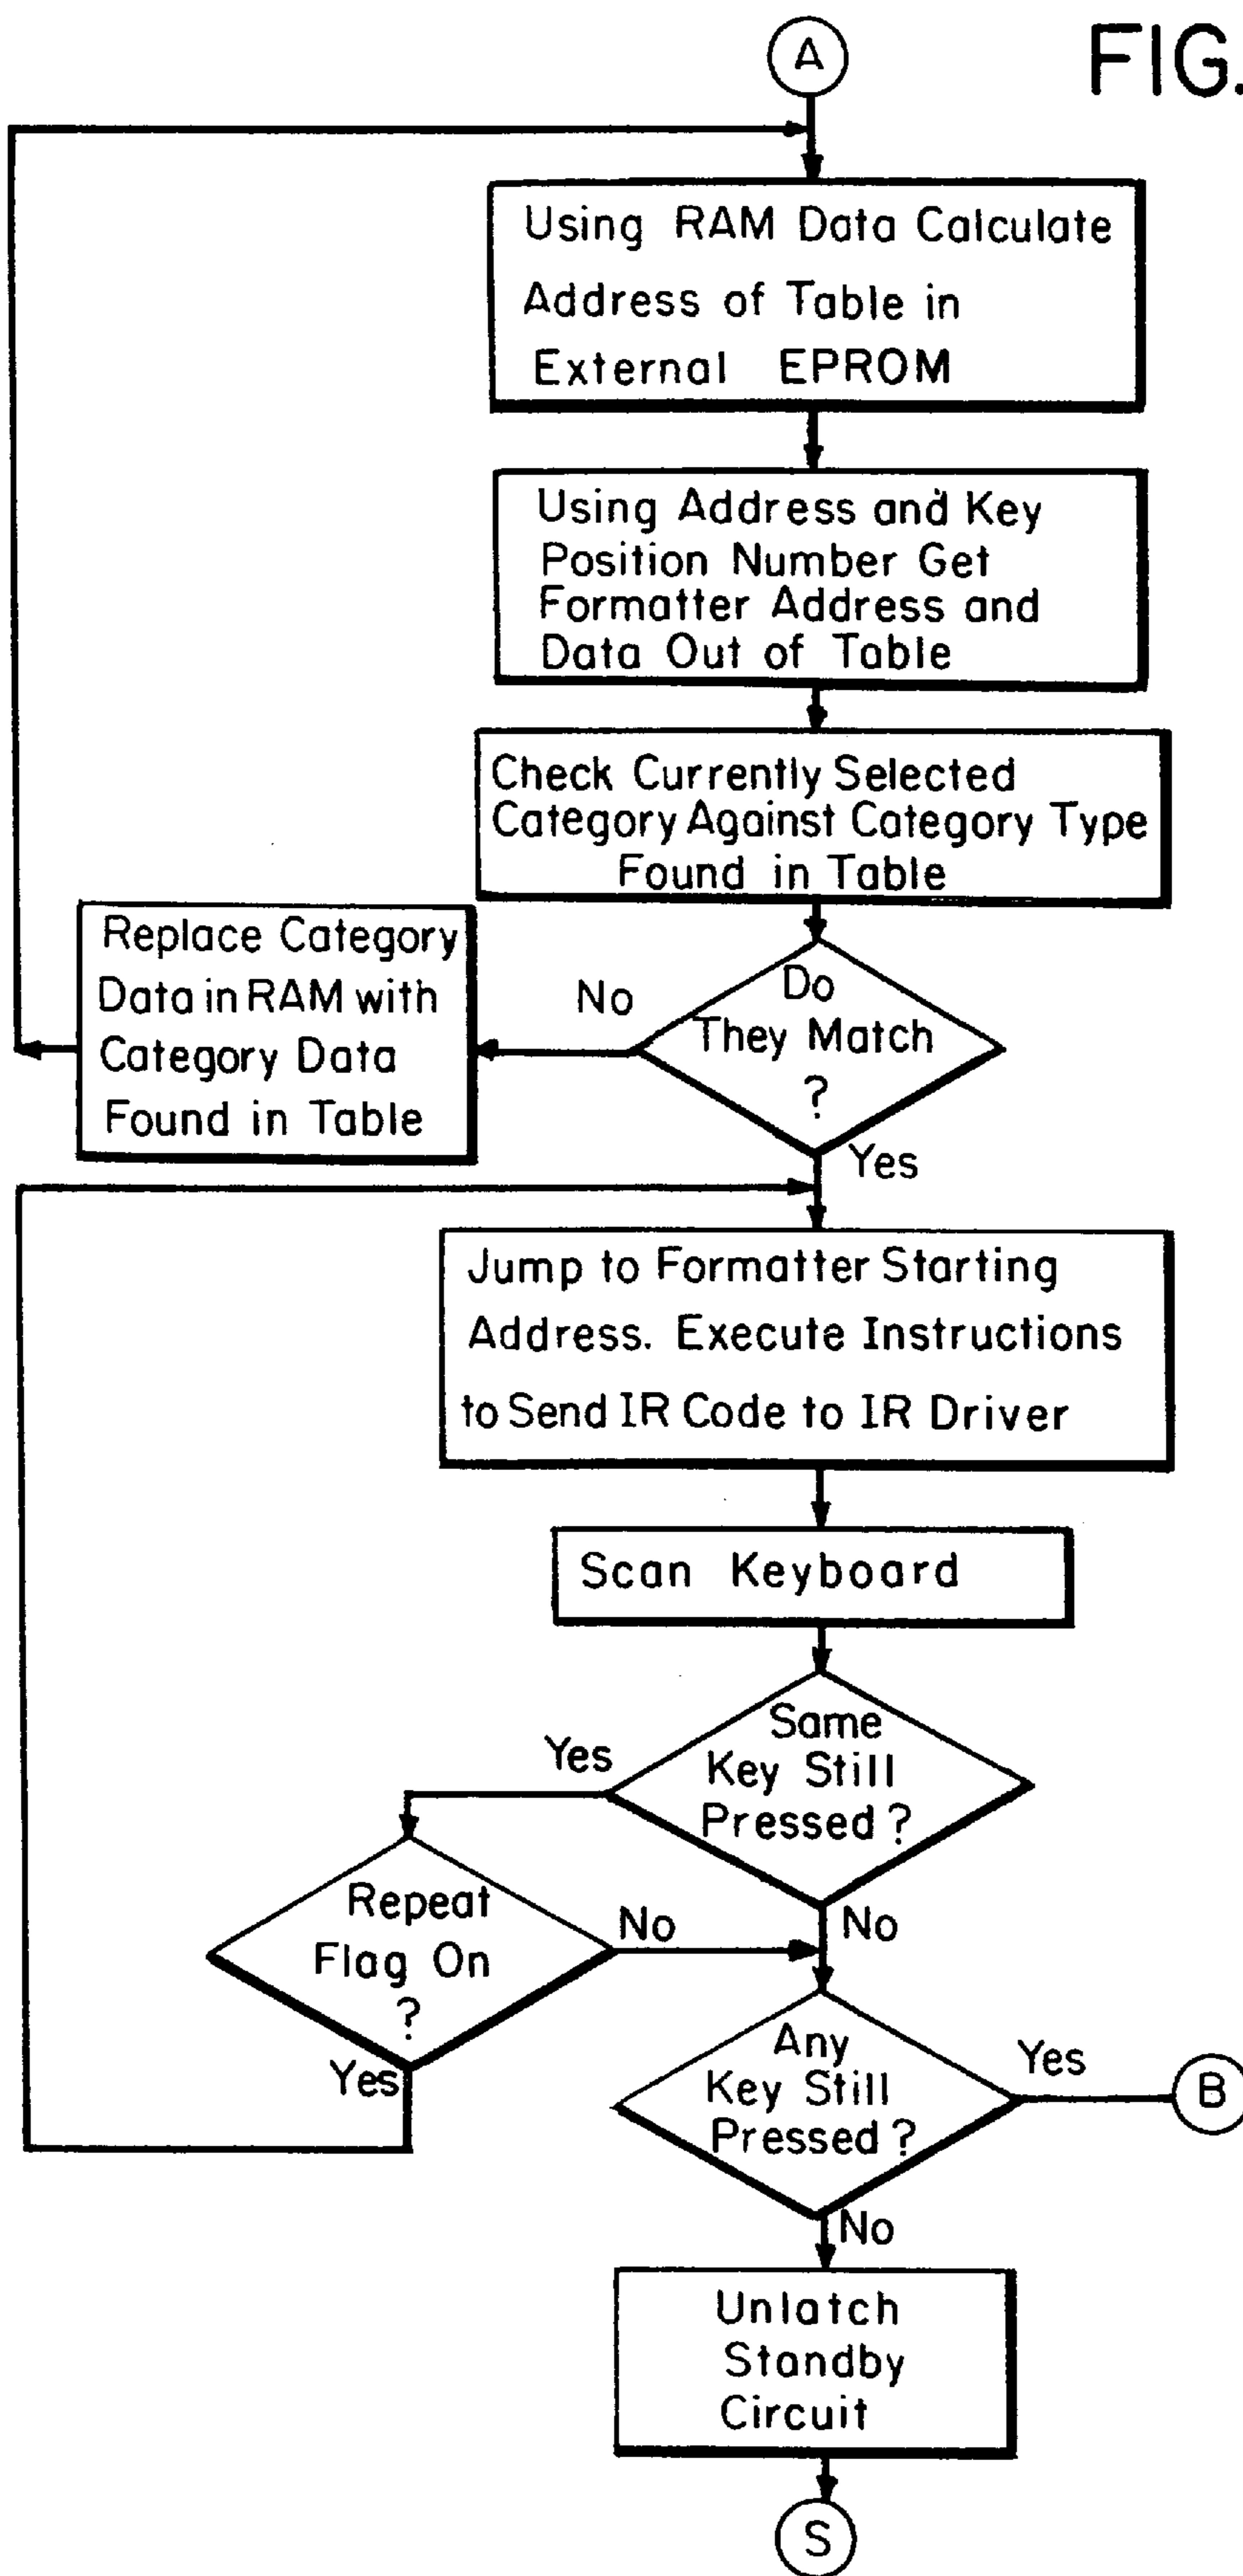 A
FIG.
Using RAM Data Calculate
Address of Table in
External EPROM
Using Address and Key
Position Number Get
Formatter Address and
Data Out of Table
Check Currently Selected
Category Against Category Type
Found in Table
Replace Category
Data in RAM with
Category Data
Found in Table
No
Do
They Match
?
Yes
Jump to Formatter Starting
Address. Execute Instructions
to Send IR Code to IR Driver
Scan Keyboard
Same
Key Still
Pressed ?
Yes
No
Repeat
Flag On
?
No
Yes
Any
Key Still
Pressed ?
Yes
B
No
Unlatch
Standby
Circuit
S